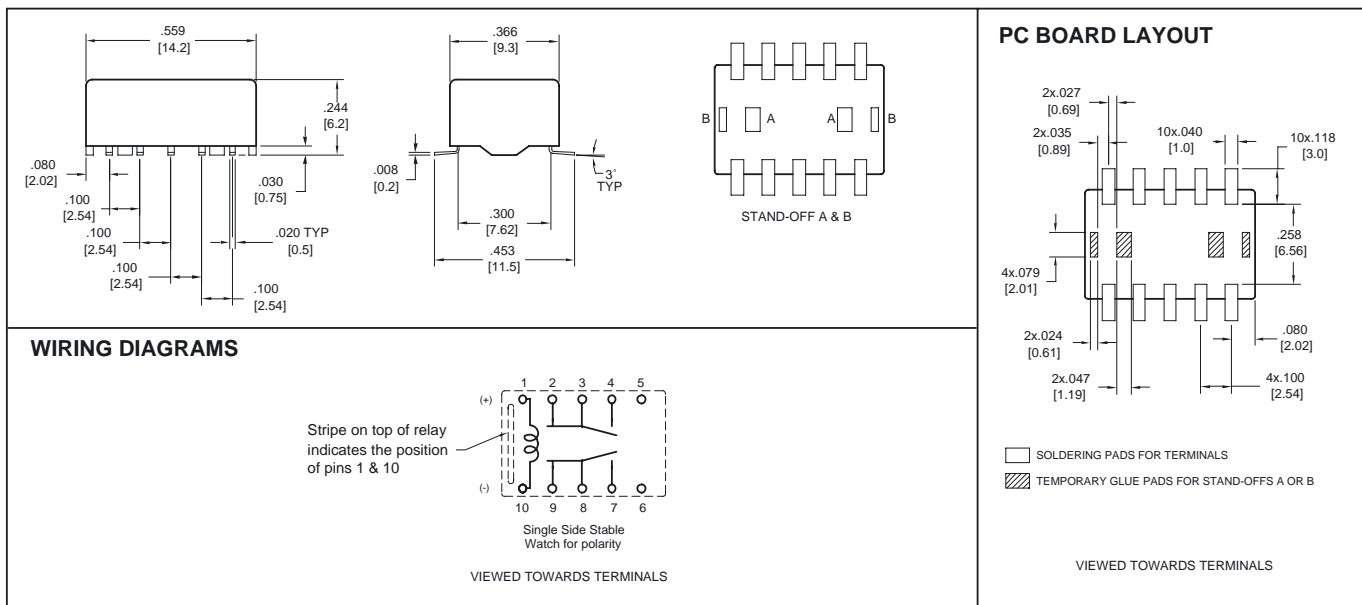 .559
[14.2]
.244
[6.2]
.080
[2.02]
.030
[0.75]
.100
[2.54]
.100
[2.54]
.020 TYP
[0.5]
.100
[2.54]
.100
[2.54]
.366
[9.3]
.008
[0.2]
3°
TYP
.300
[7.62]
.453
[11.5]
B
A
A
B
STAND-OFF A & B
PC BOARD LAYOUT
2x.027
[0.69]
2x.035
[0.89]
10x.040
[1.0]
10x.118
[3.0]
.258
[6.56]
4x.079
[2.01]
2x.024
[0.61]
.080
[2.02]
2x.047
[1.19]
4x.100
[2.54]
SOLDERING PADS FOR TERMINALS
TEMPORARY GLUE PADS FOR STAND-OFFS A OR B
VIEWED TOWARDS TERMINALS
WIRING DIAGRAMS
1 2 3 4 5
(+)
Stripe on top of relay
indicates the position
of pins 1 & 10
(-)
10 9 8 7 6
Single Side Stable
Watch for polarity
VIEWED TOWARDS TERMINALS